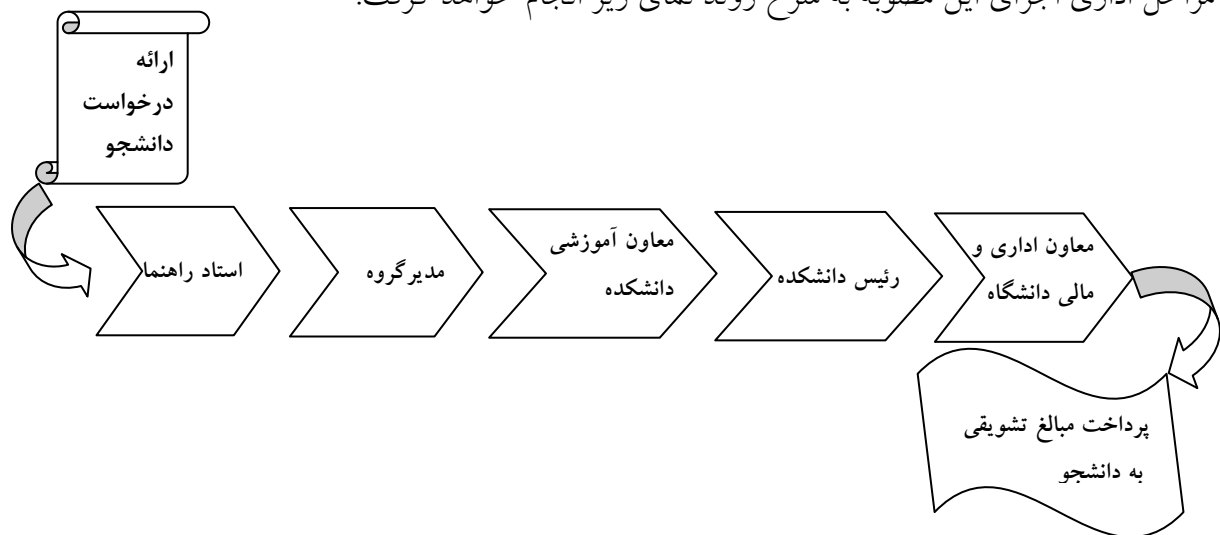 مراحل اداری اجرای این مصوبه به شرح روند نمای زیر انجام خواهد گرفت:
ارائه
درخواست
دانشجو
استاد راهنما
مدیرگروه
معاون آموزشی
دانشکده
رئیس دانشکده
معاون اداری و
مالی دانشگاه
پرداخت مبالغ تشویقی
به دانشجو